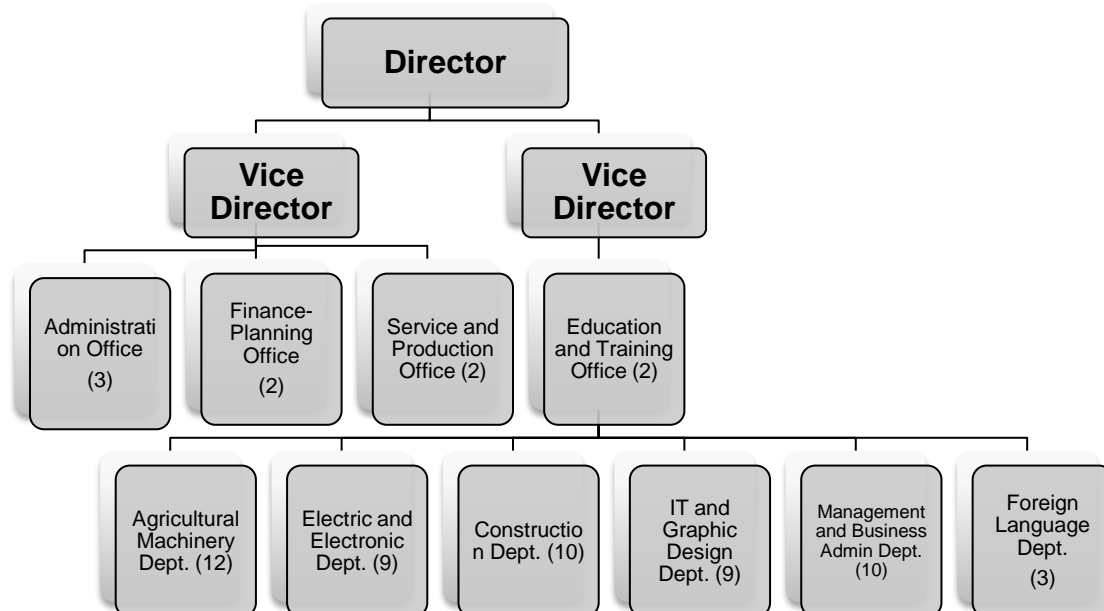 Director
Vice
Director
Vice
Director
Administrati
on Office
(3)
Finance-
Planning
Office
(2)
Service and
Production
Office (2)
Education
and Training
Office (2)
Agricultural
Machinery
Dept. (12)
Electric and
Electronic
Dept. (9)
Constructio
n Dept. (10)
IT and
Graphic
Design
Dept. (9)
Management
and Business
Admin Dept.
(10)
Foreign
Language
Dept.
(3)